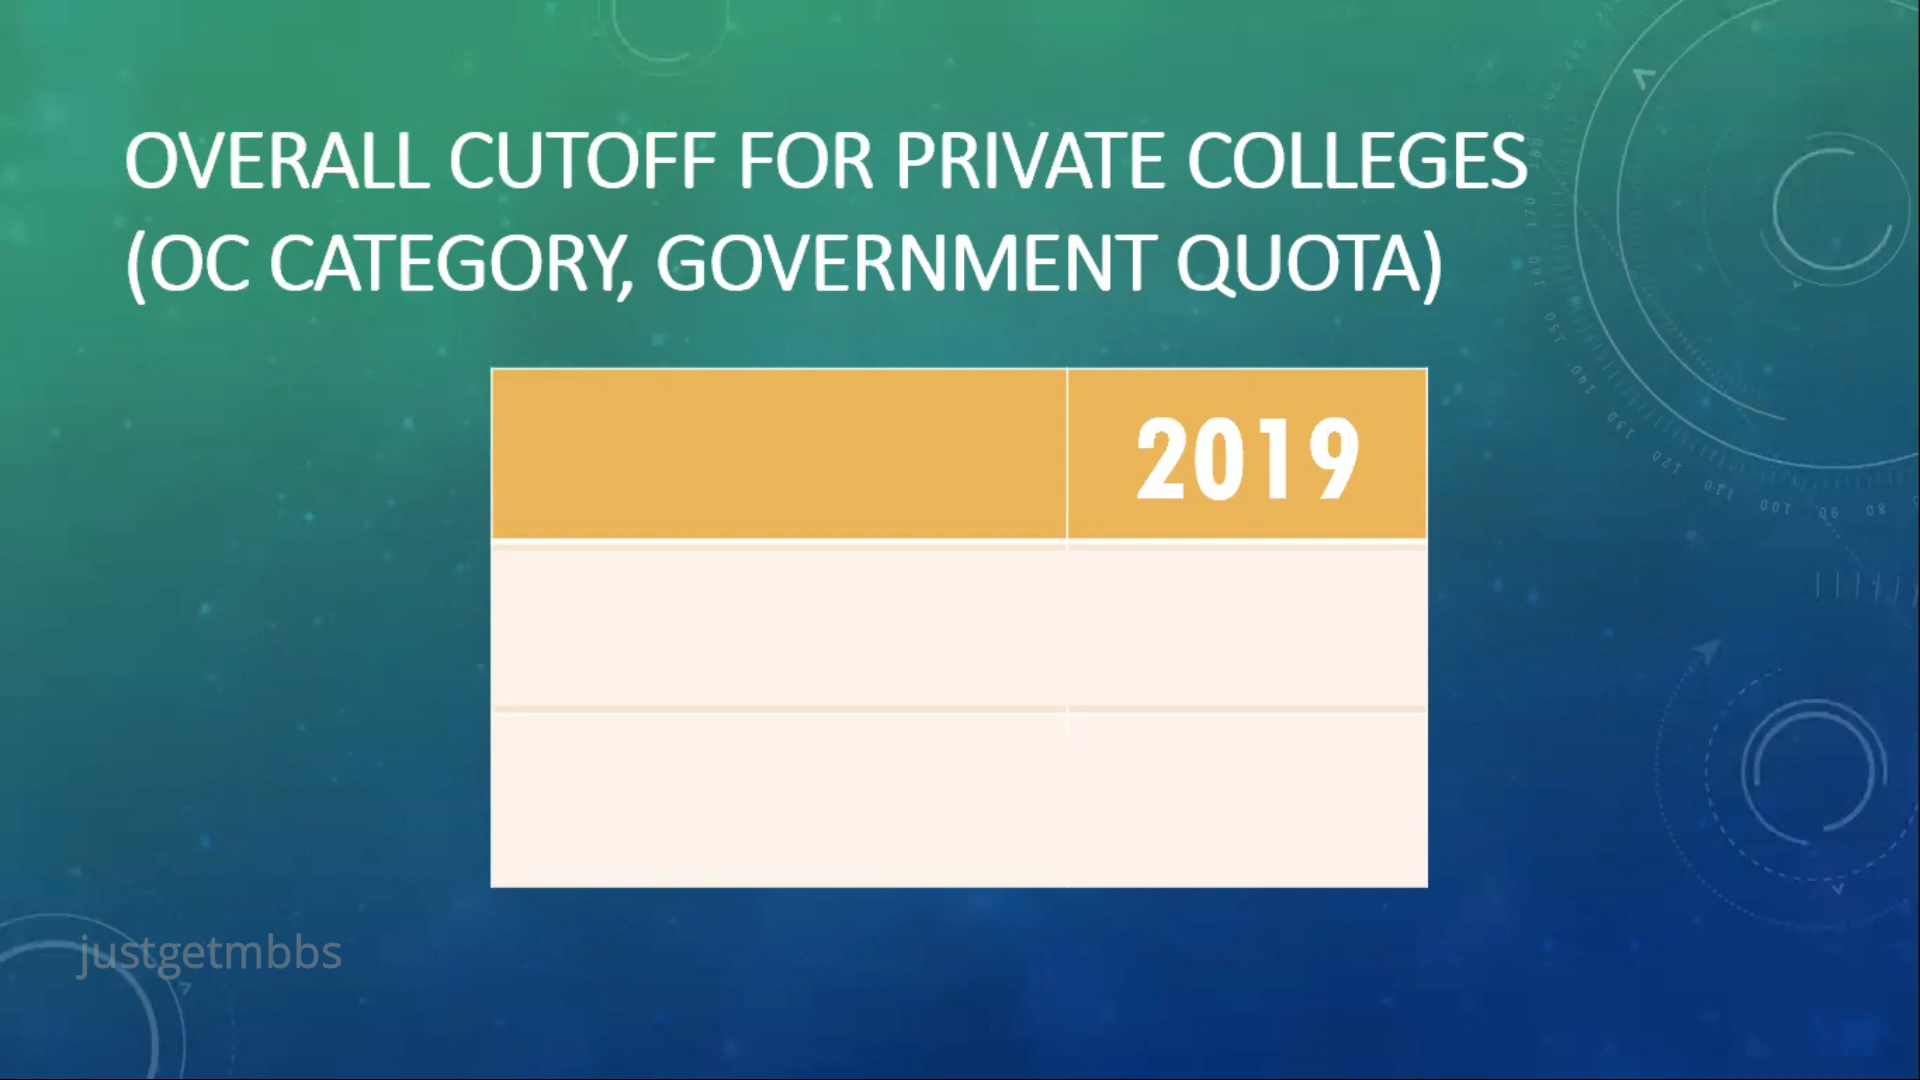 OVERALL CUTOFF FOR PRIVATE COLLEGES
(OC CATEGORY, GOVERNMENT QUOTA)
2019
justgetmbbs